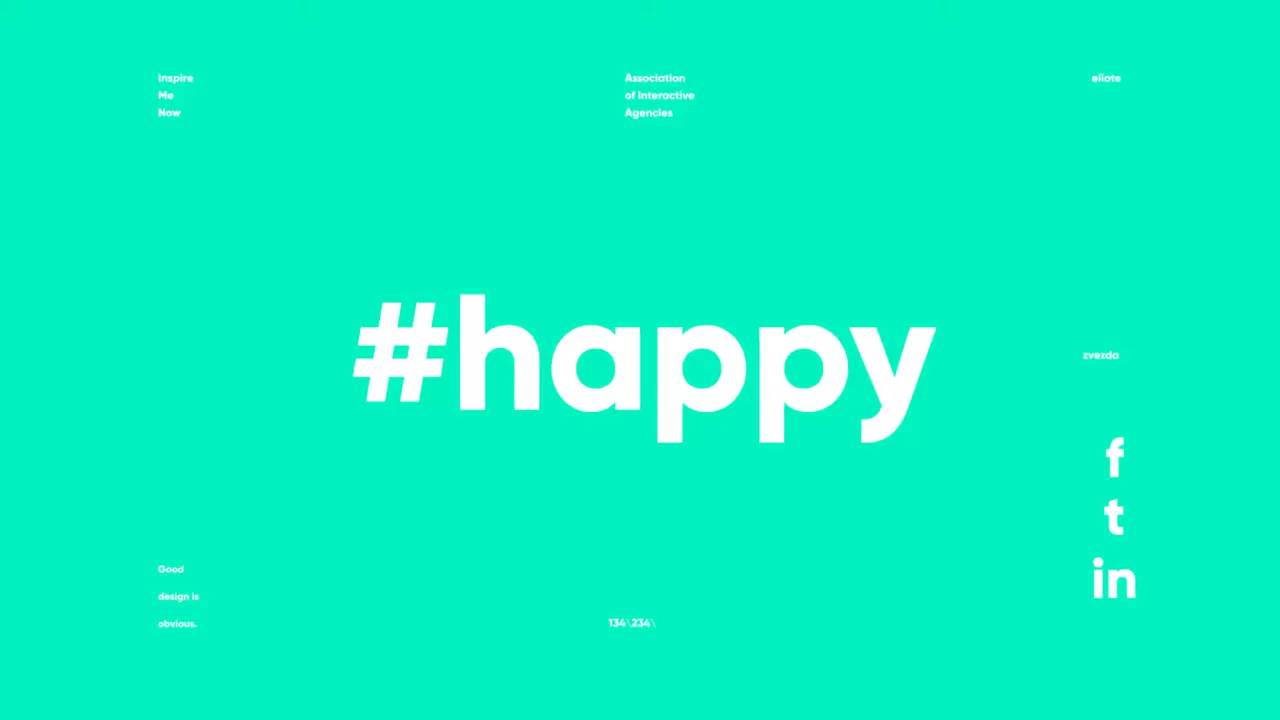 Inspire
Me
Now
Association
of Interactive
Agencies
eliote
#happy
zvezda
f
t
in
Good
design is
obvious.
134\234\